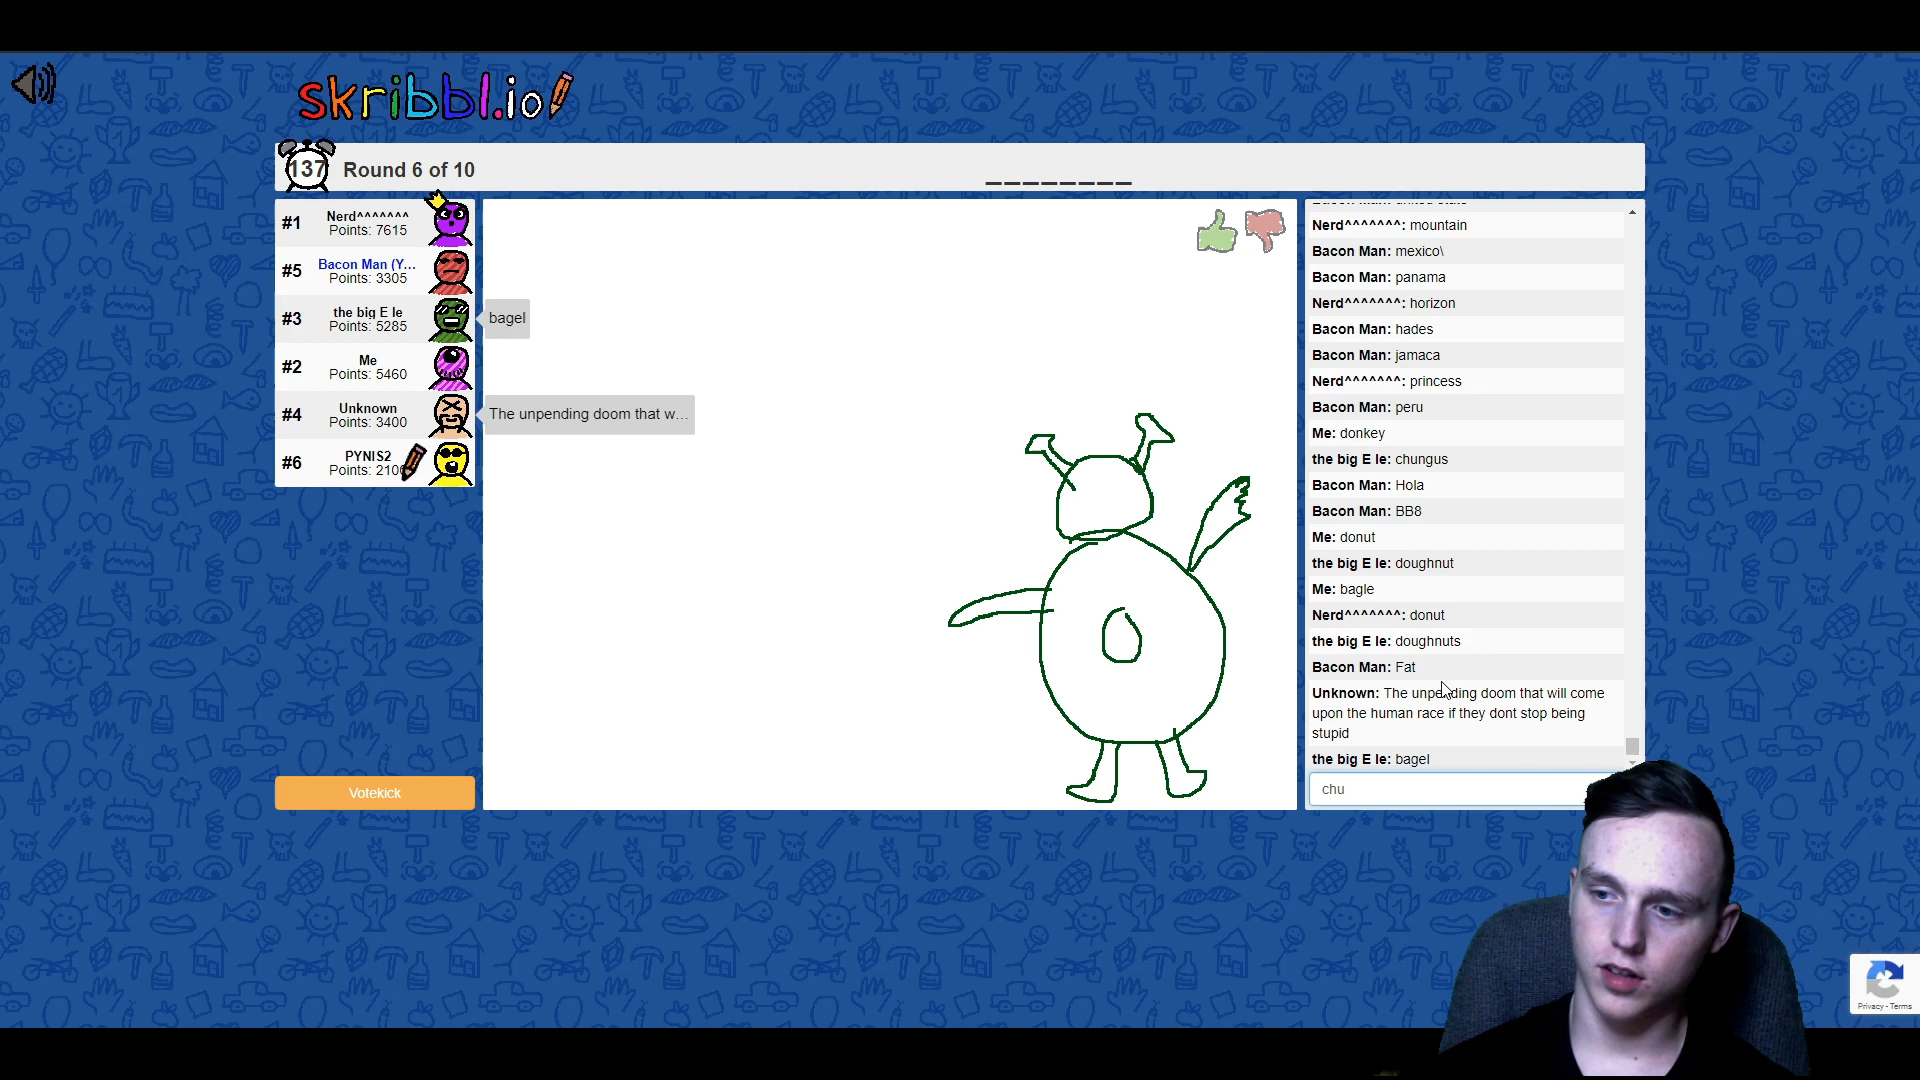 skribbl.io
137 Round 6 of 10
________
#1 Nerd^^^^^^^
Points: 7615
#5 Bacon Man (Y...
Points: 3305
#3 the big E le
Points: 5285
bagel
#2 Me
Points: 5460
#4 Unknown
Points: 3400
The unpending doom that w...
#6 PYNIS2
Points: 2100
Votekick
Nerd^^^^^^^: mountain
Bacon Man: mexico\
Bacon Man: panama
Nerd^^^^^^^: horizon
Bacon Man: hades
Bacon Man: jamaca
Nerd^^^^^^^: princess
Bacon Man: peru
Me: donkey
the big E le: chungus
Bacon Man: Hola
Bacon Man: BB8
Me: donut
the big E le: doughnut
Me: bagle
Nerd^^^^^^^: donut
the big E le: doughnuts
Bacon Man: Fat
Unknown: The unpending doom that will come
upon the human race if they dont stop being
stupid
the big E le: bagel
chu
Privacy - Terms